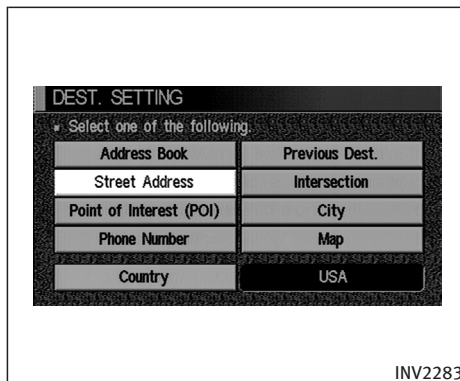 DEST. SETTING
Select one of the following.
Address Book
Previous Dest.
Street Address
Intersection
Point of Interest (POI)
City
Phone Number
Map
Country
USA
INV2283